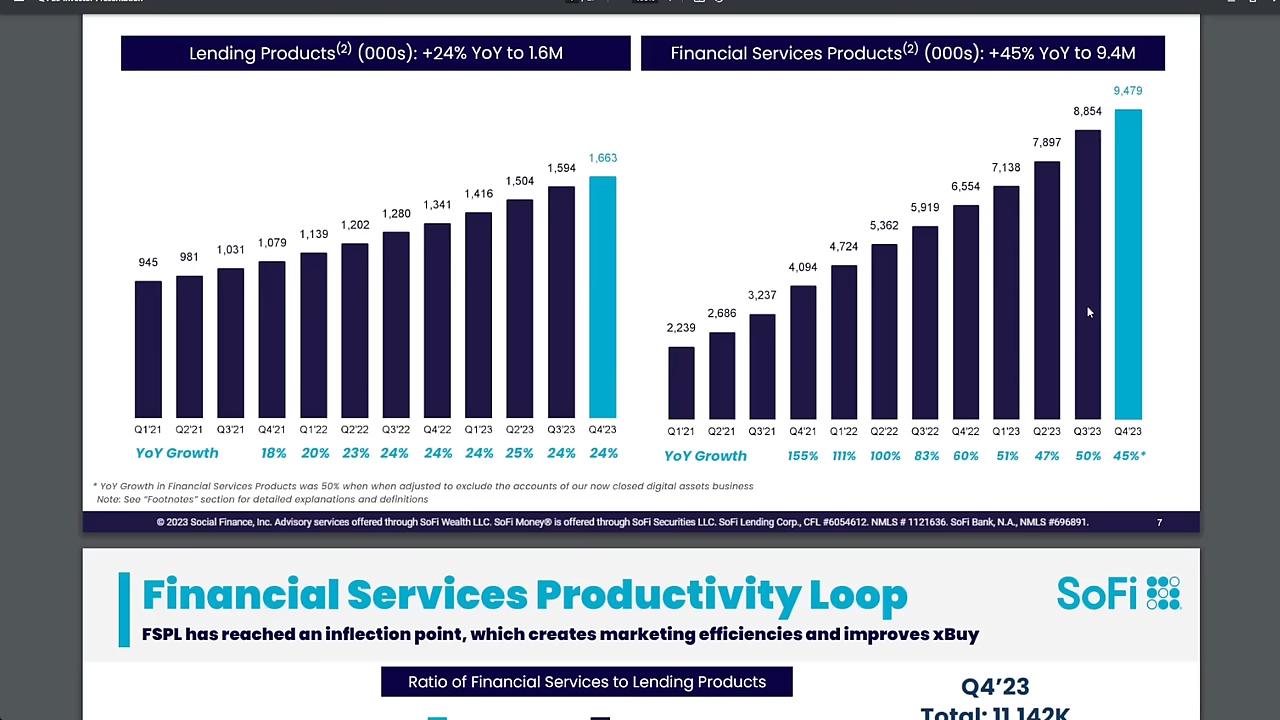 Lending Products(2) (000s): +24% YoY to 1.6M
945
981
1,031
1,079
1,139
1,202
1,280
1,341
1,416
1,504
1,594
1,663
Q1'21 Q2'21 Q3'21 Q4'21 Q1'22 Q2'22 Q3'22 Q4'22 Q1'23 Q2'23 Q3'23 Q4'23
YoY Growth 18% 20% 23% 24% 24% 24% 25% 24% 24%
Financial Services Products(2) (000s): +45% YoY to 9.4M
2,239
2,686
3,237
4,094
4,724
5,362
5,919
6,554
7,138
7,897
8,854
9,479
Q1'21 Q2'21 Q3'21 Q4'21 Q1'22 Q2'22 Q3'22 Q4'22 Q1'23 Q2'23 Q3'23 Q4'23
YoY Growth 155% 111% 100% 83% 60% 51% 47% 50% 45%*
* YoY Growth in Financial Services Products was 50% when when adjusted to exclude the accounts of our now closed digital assets business
Note: See "Footnotes" section for detailed explanations and definitions
© 2023 Social Finance, Inc. Advisory services offered through SoFi Wealth LLC. SoFi Money® is offered through SoFi Securities LLC. SoFi Lending Corp., CFL #6054612. NMLS # 1121636. SoFi Bank, N.A., NMLS #696891. 7
Financial Services Productivity Loop
SoFi
FSPL has reached an inflection point, which creates marketing efficiencies and improves xBuy
Ratio of Financial Services to Lending Products
Q4'23
Total: 11,142K